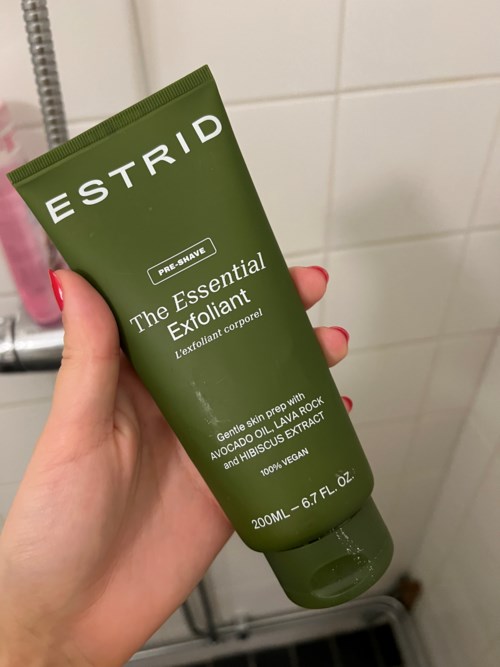 ESTRID
PRE-SHAVE
The Essential
Exfoliant
L'exfoliant corporel
Gentle skin prep with
AVOCADO OIL, LAVA ROCK
and HIBISCUS EXTRACT
100% VEGAN
200ML – 6.7 FL. OZ.